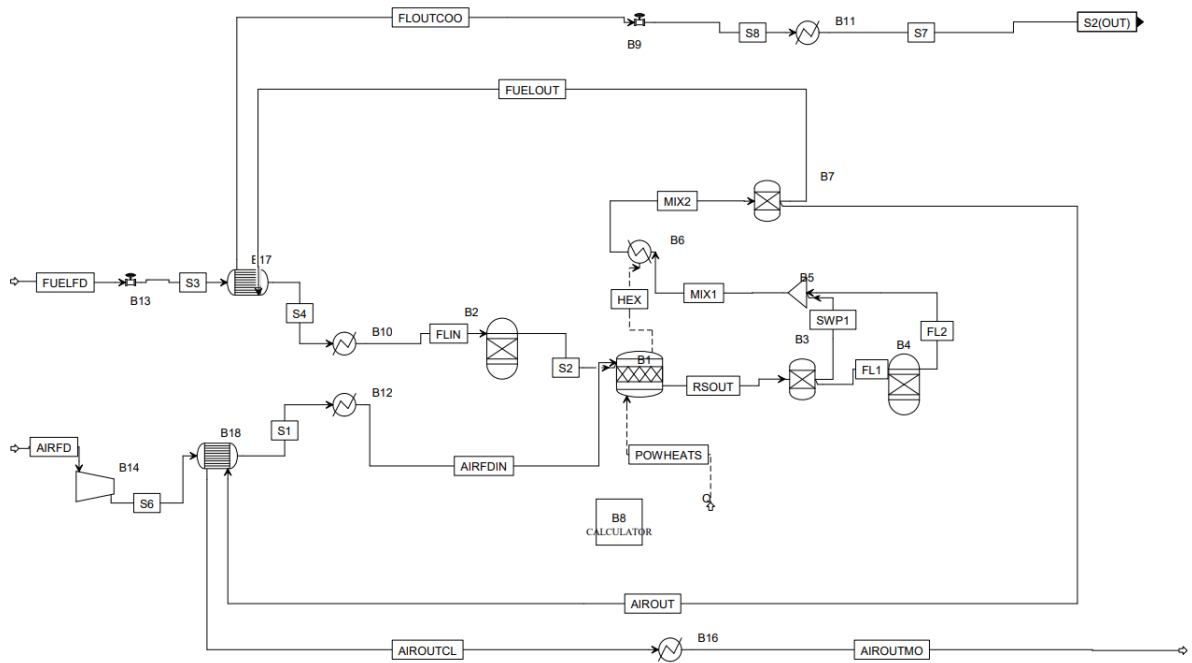 FLOUTCOO
B9
S8
B11
S7
S2(OUT)
FUELOUT
B7
MIX2
B6
FUELFD
B13
S3
B17
S4
HEX
MIX1
B5
SWP1
B10
FLIN
B2
S2
B1
RSOUT
B3
FL1
B4
FL2
B12
S1
AIRFD
B14
S6
B18
AIRFDIN
POWHEATS
Q
B8
CALCULATOR
AIROUT
AIROUTCL
B16
AIROUTMO